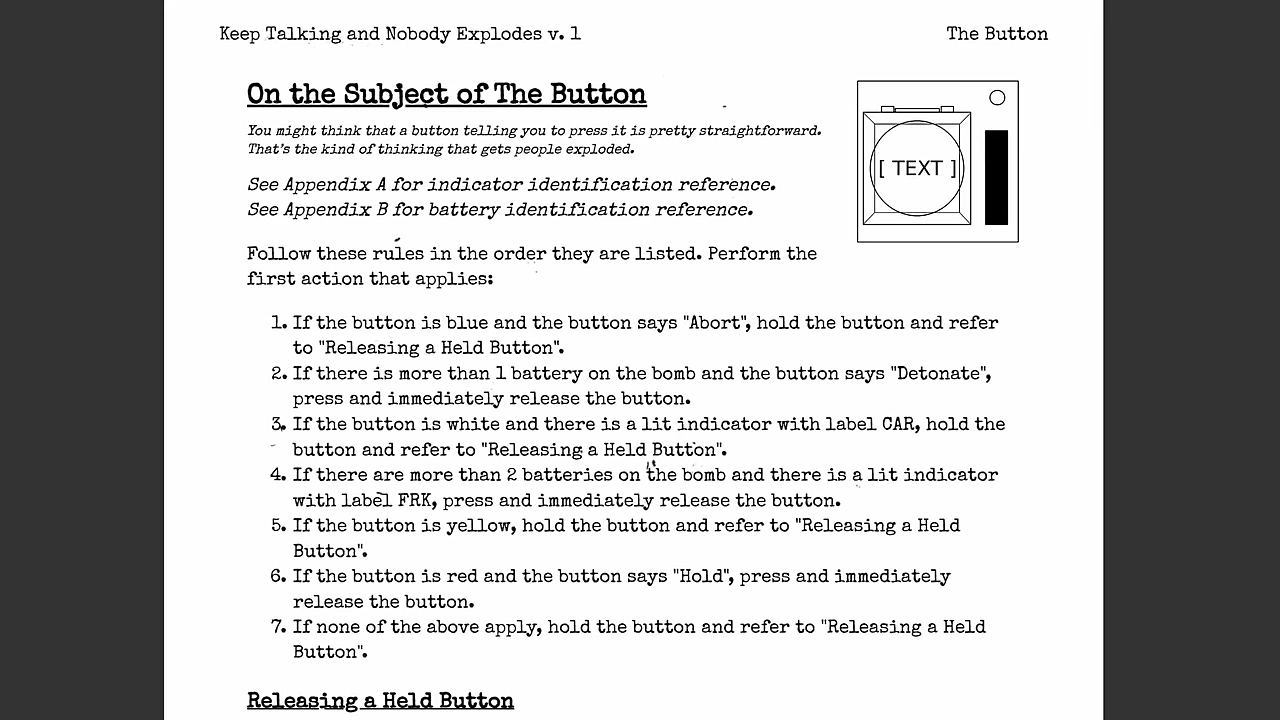 Keep Talking and Nobody Explodes v. 1
The Button
On the Subject of The Button
You might think that a button telling you to press it is pretty straightforward.
That's the kind of thinking that gets people exploded.
See Appendix A for indicator identification reference.
See Appendix B for battery identification reference.
[ TEXT ]
Follow these rules in the order they are listed. Perform the
first action that applies:
1. If the button is blue and the button says "Abort", hold the button and refer
to "Releasing a Held Button".
2. If there is more than 1 battery on the bomb and the button says "Detonate",
press and immediately release the button.
3. If the button is white and there is a lit indicator with label CAR, hold the
button and refer to "Releasing a Held Button".
4. If there are more than 2 batteries on the bomb and there is a lit indicator
with label FRK, press and immediately release the button.
5. If the button is yellow, hold the button and refer to "Releasing a Held
Button".
6. If the button is red and the button says "Hold", press and immediately
release the button.
7. If none of the above apply, hold the button and refer to "Releasing a Held
Button".
Releasing a Held Button